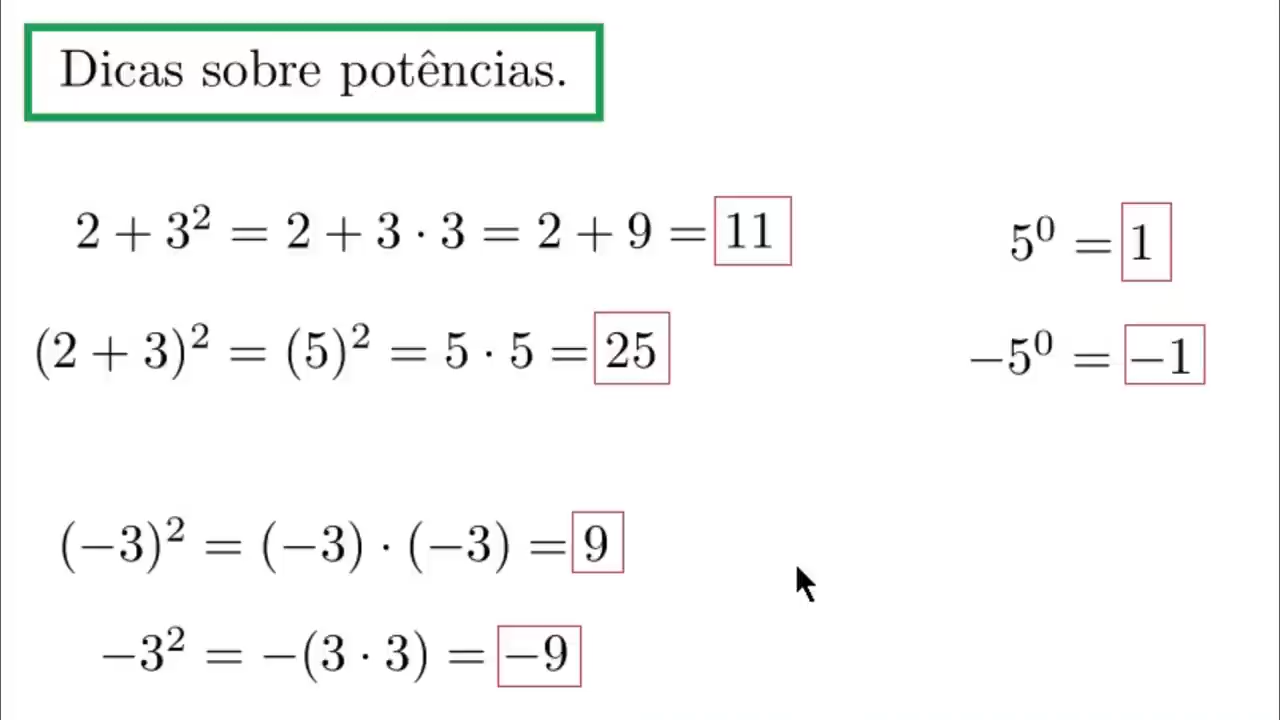 Dicas sobre potências.
2 + 3² = 2 + 3 · 3 = 2 + 9 = 11
5⁰ = 1
(2 + 3)² = (5)² = 5 · 5 = 25
−5⁰ = −1
(−3)² = (−3) · (−3) = 9
−3² = −(3 · 3) = −9